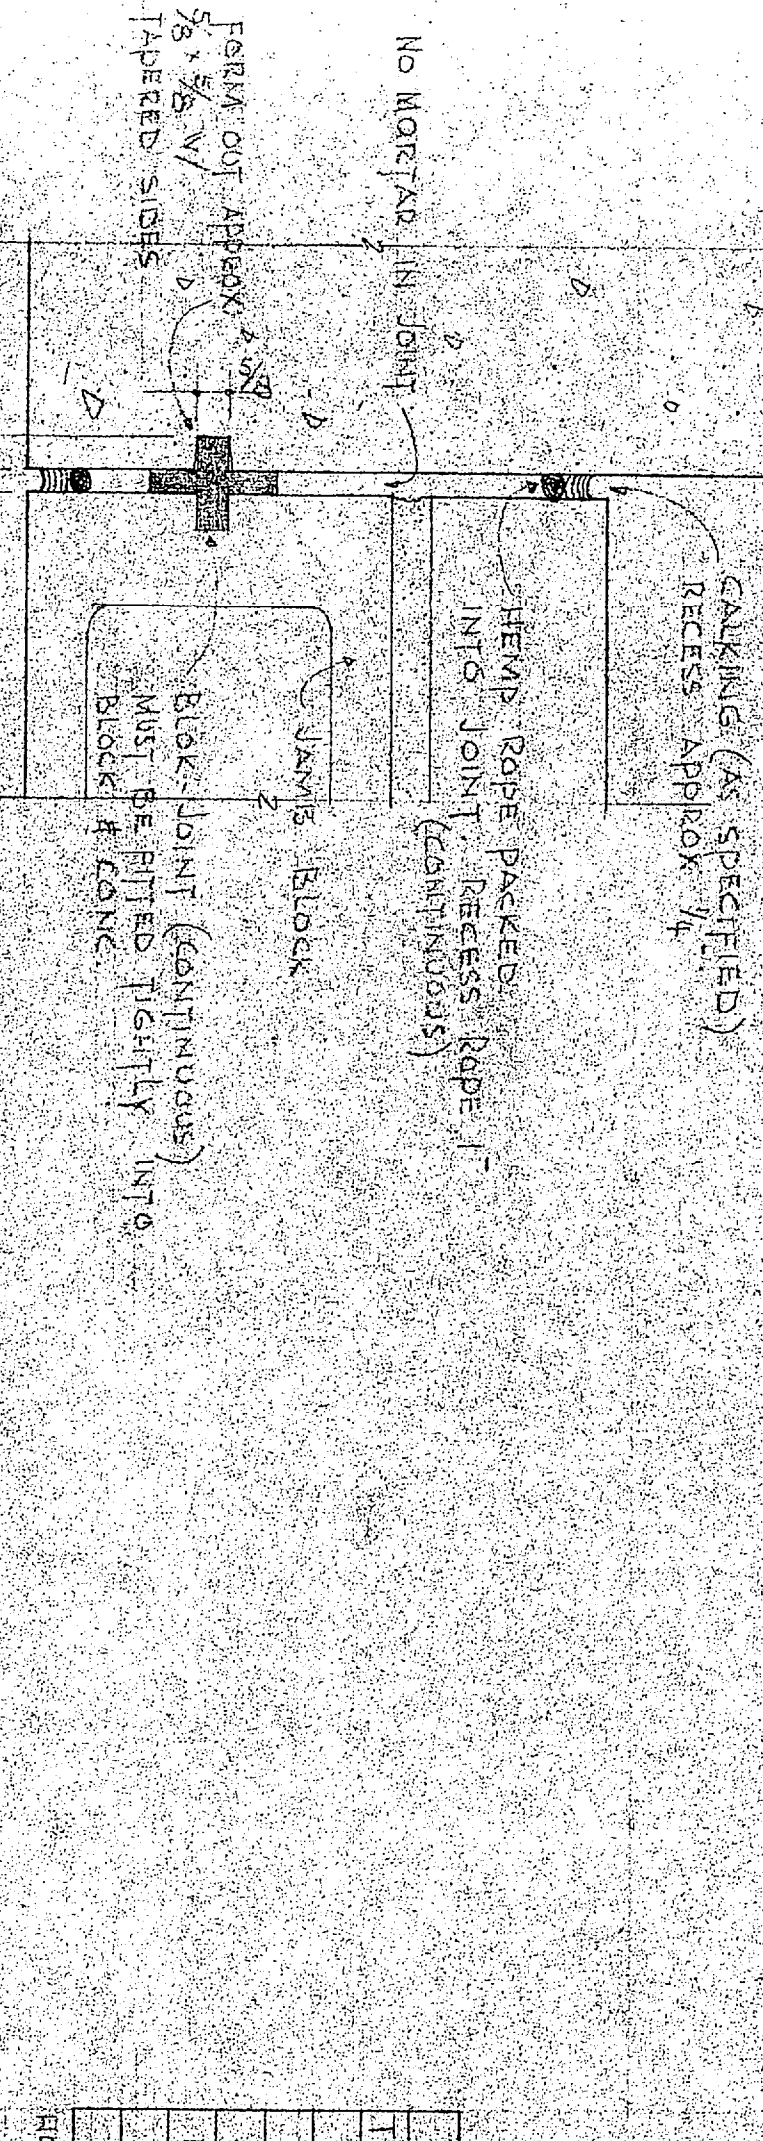 CALKING (AS SPECIFIED)
RECESS APPROX 1/4"
HEMP ROPE PACKED
INTO JOINT. RECESS ROPE 1"
(CONTINUOUS)
NO MORTAR IN JOINT
JAMB BLOCK
FORM OUT APPROX.
5/8 x 5/8 W/
TAPERED SIDES
5/8
BLOK-JOINT (CONTINUOUS)
MUST BE FITTED TIGHTLY INTO
BLOCK & CONC.
T